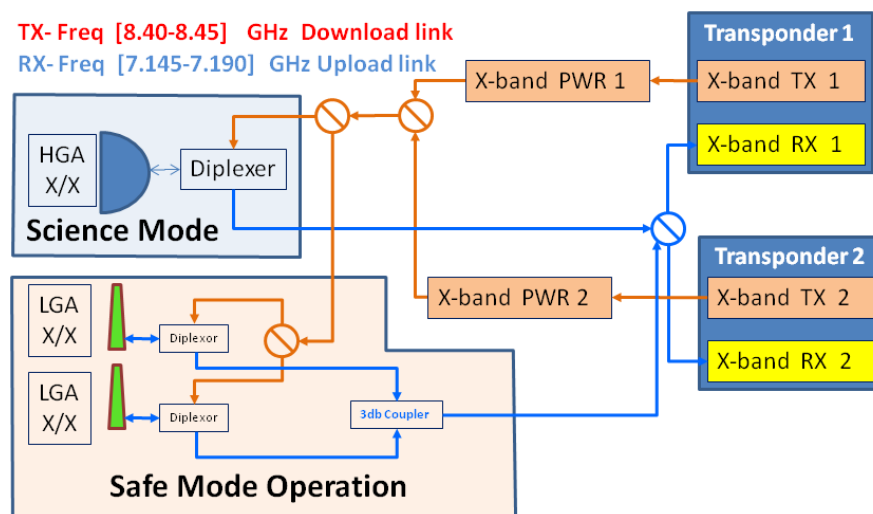 TX- Freq [8.40-8.45] GHz Download link
RX- Freq [7.145-7.190] GHz Upload link
Transponder 1
X-band PWR 1
X-band TX 1
X-band RX 1
HGA
X/X
Diplexer
Science Mode
Transponder 2
X-band PWR 2
X-band TX 2
X-band RX 2
LGA
X/X
Diplexor
LGA
X/X
Diplexor
3db Coupler
Safe Mode Operation